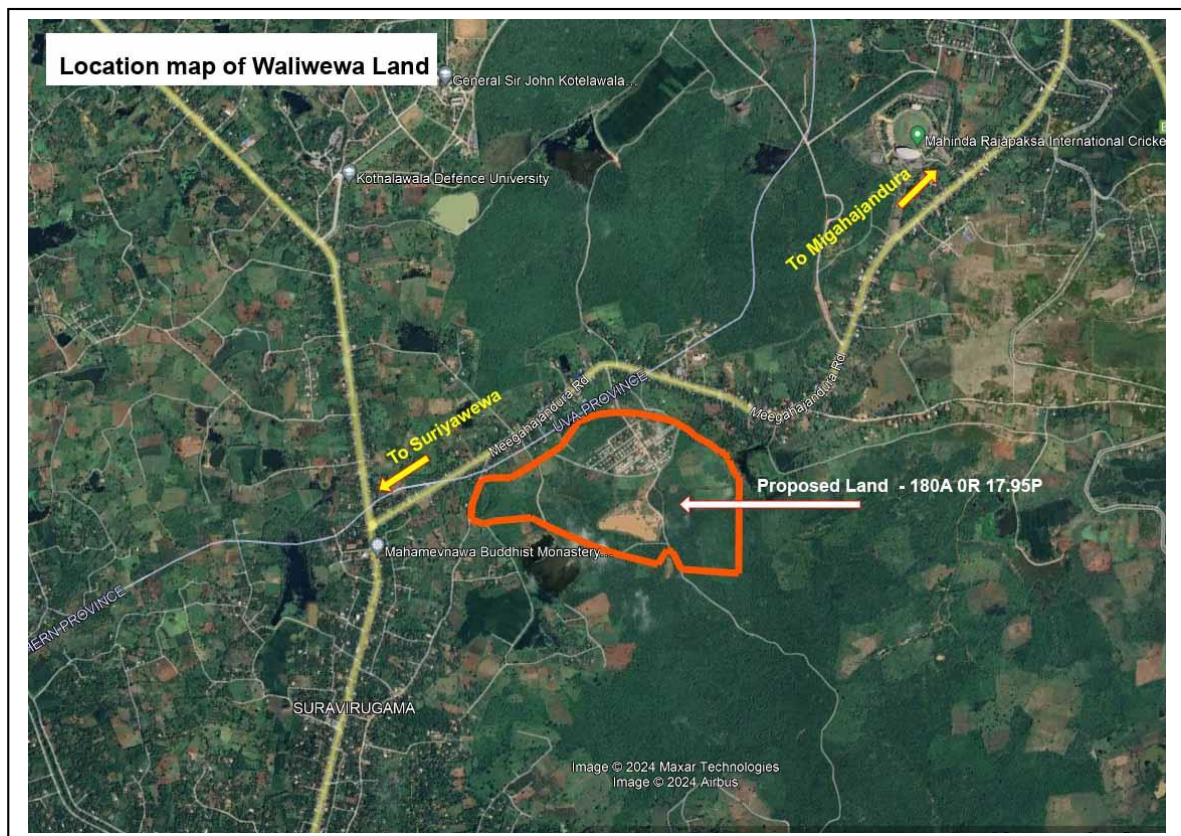 Location map of Waliwewa Land
General Sir John Kotelawala...
Mahinda Rajapaksa International Cricke
Kothalawala Defence University
To Migahajandura
Meegahajandura Rd
Meegahajandura Rd
UVA PROVINCE
To Suriyawewa
Proposed Land - 180A 0R 17.95P
Mahamevnawa Buddhist Monastery...
HERN PROVINCE
SURAVIRUGAMA
Image © 2024 Maxar Technologies
Image © 2024 Airbus